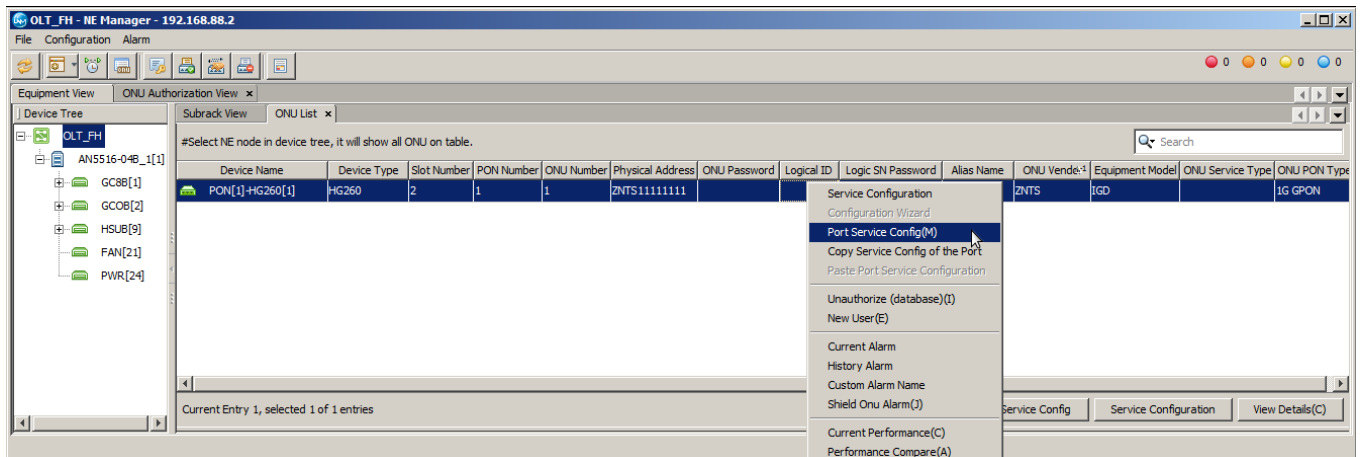 OLT_FH - NE Manager - 192.168.88.2
File Configuration Alarm
0 0 0 0
Equipment View ONU Authorization View
Device Tree
OLT_FH
AN5516-04B_1[1]
GC8B[1]
GCOB[2]
HSUB[9]
FAN[21]
PWR[24]
Subrack View ONU List
#Select NE node in device tree, it will show all ONU on table.
Search
Device Name Device Type Slot Number PON Number ONU Number Physical Address ONU Password Logical ID Logic SN Password Alias Name ONU Vende 1 Equipment Model ONU Service Type ONU PON Type
PON[1]-HG260[1] HG260 2 1 1 ZNTS11111111 ZNTS IGD 1G GPON
Service Configuration
Configuration Wizard
Port Service Config(M)
Copy Service Config of the Port
Paste Port Service Configuration
Unauthorize (database)(I)
New User(E)
Current Alarm
History Alarm
Custom Alarm Name
Shield Onu Alarm(J)
Current Performance(C)
Performance Compare(A)
Current Entry 1, selected 1 of 1 entries
Service Config Service Configuration View Details(C)